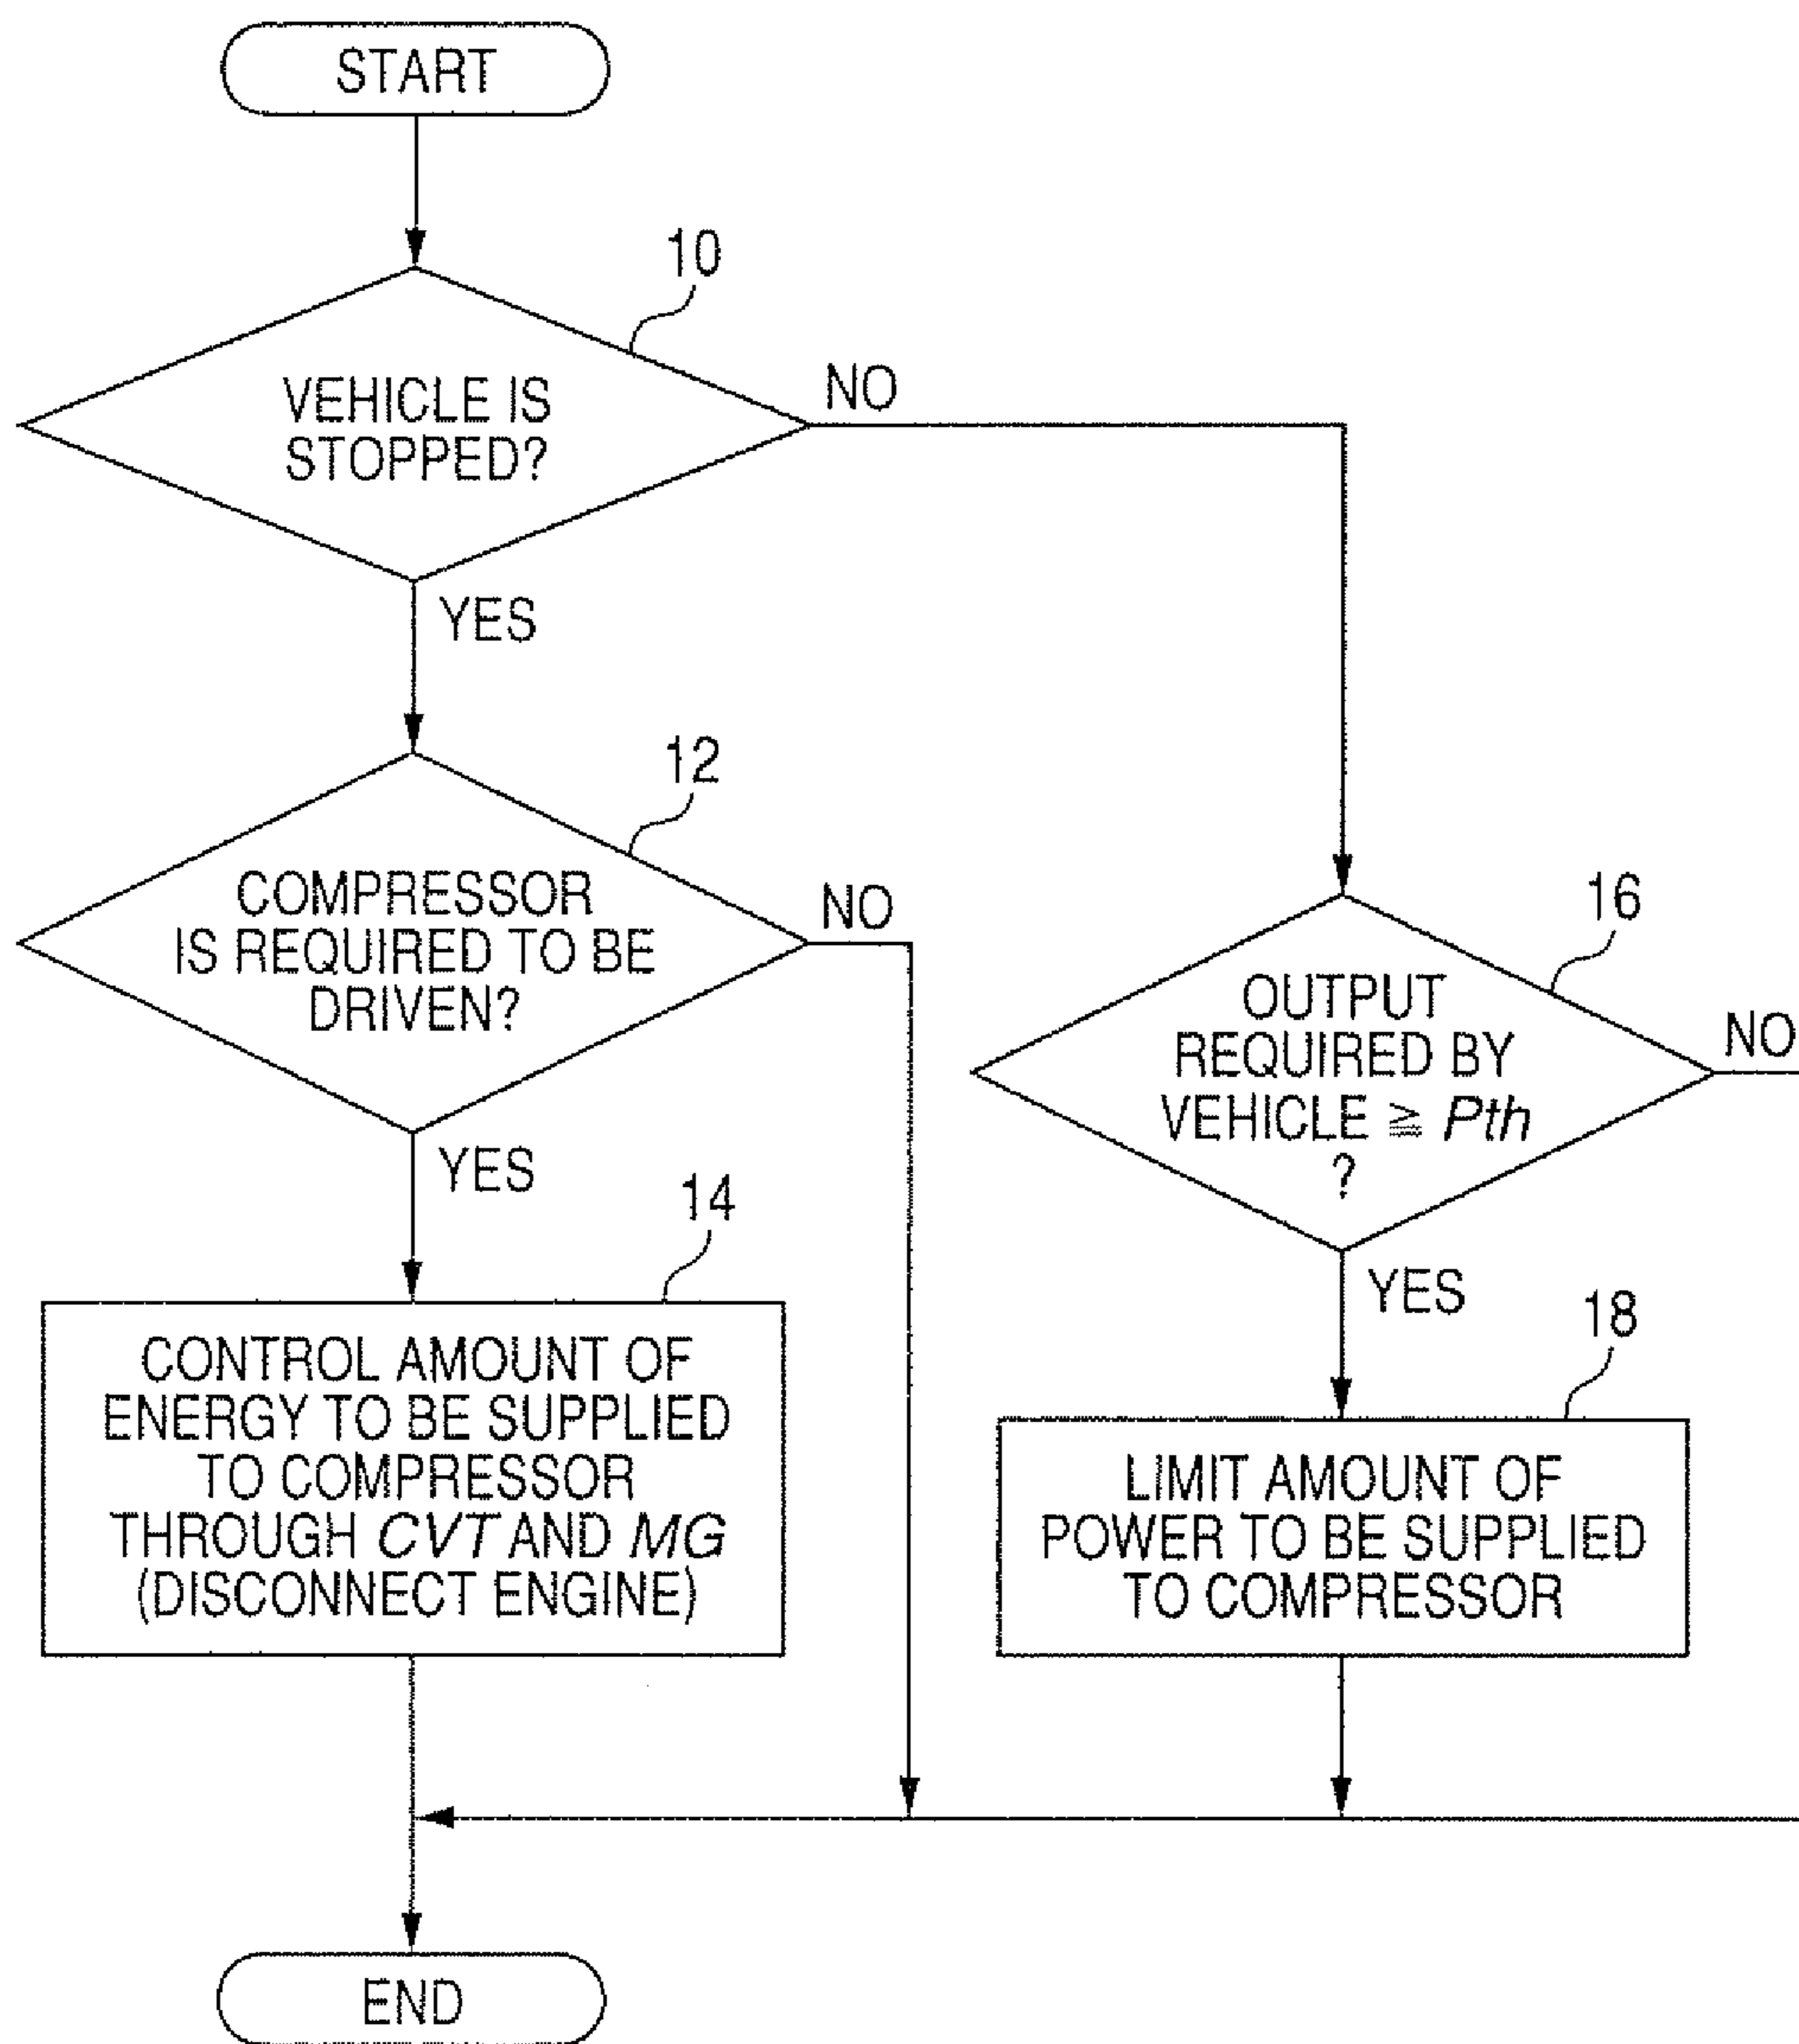 START
10
VEHICLE IS
STOPPED?
NO
YES
12
COMPRESSOR
IS REQUIRED TO BE
DRIVEN?
NO
YES
14
CONTROL AMOUNT OF
ENERGY TO BE SUPPLIED
TO COMPRESSOR
THROUGH CVT AND MG
(DISCONNECT ENGINE)
16
OUTPUT
REQUIRED BY
VEHICLE ≧ Pth
?
NO
YES
18
LIMIT AMOUNT OF
POWER TO BE SUPPLIED
TO COMPRESSOR
END